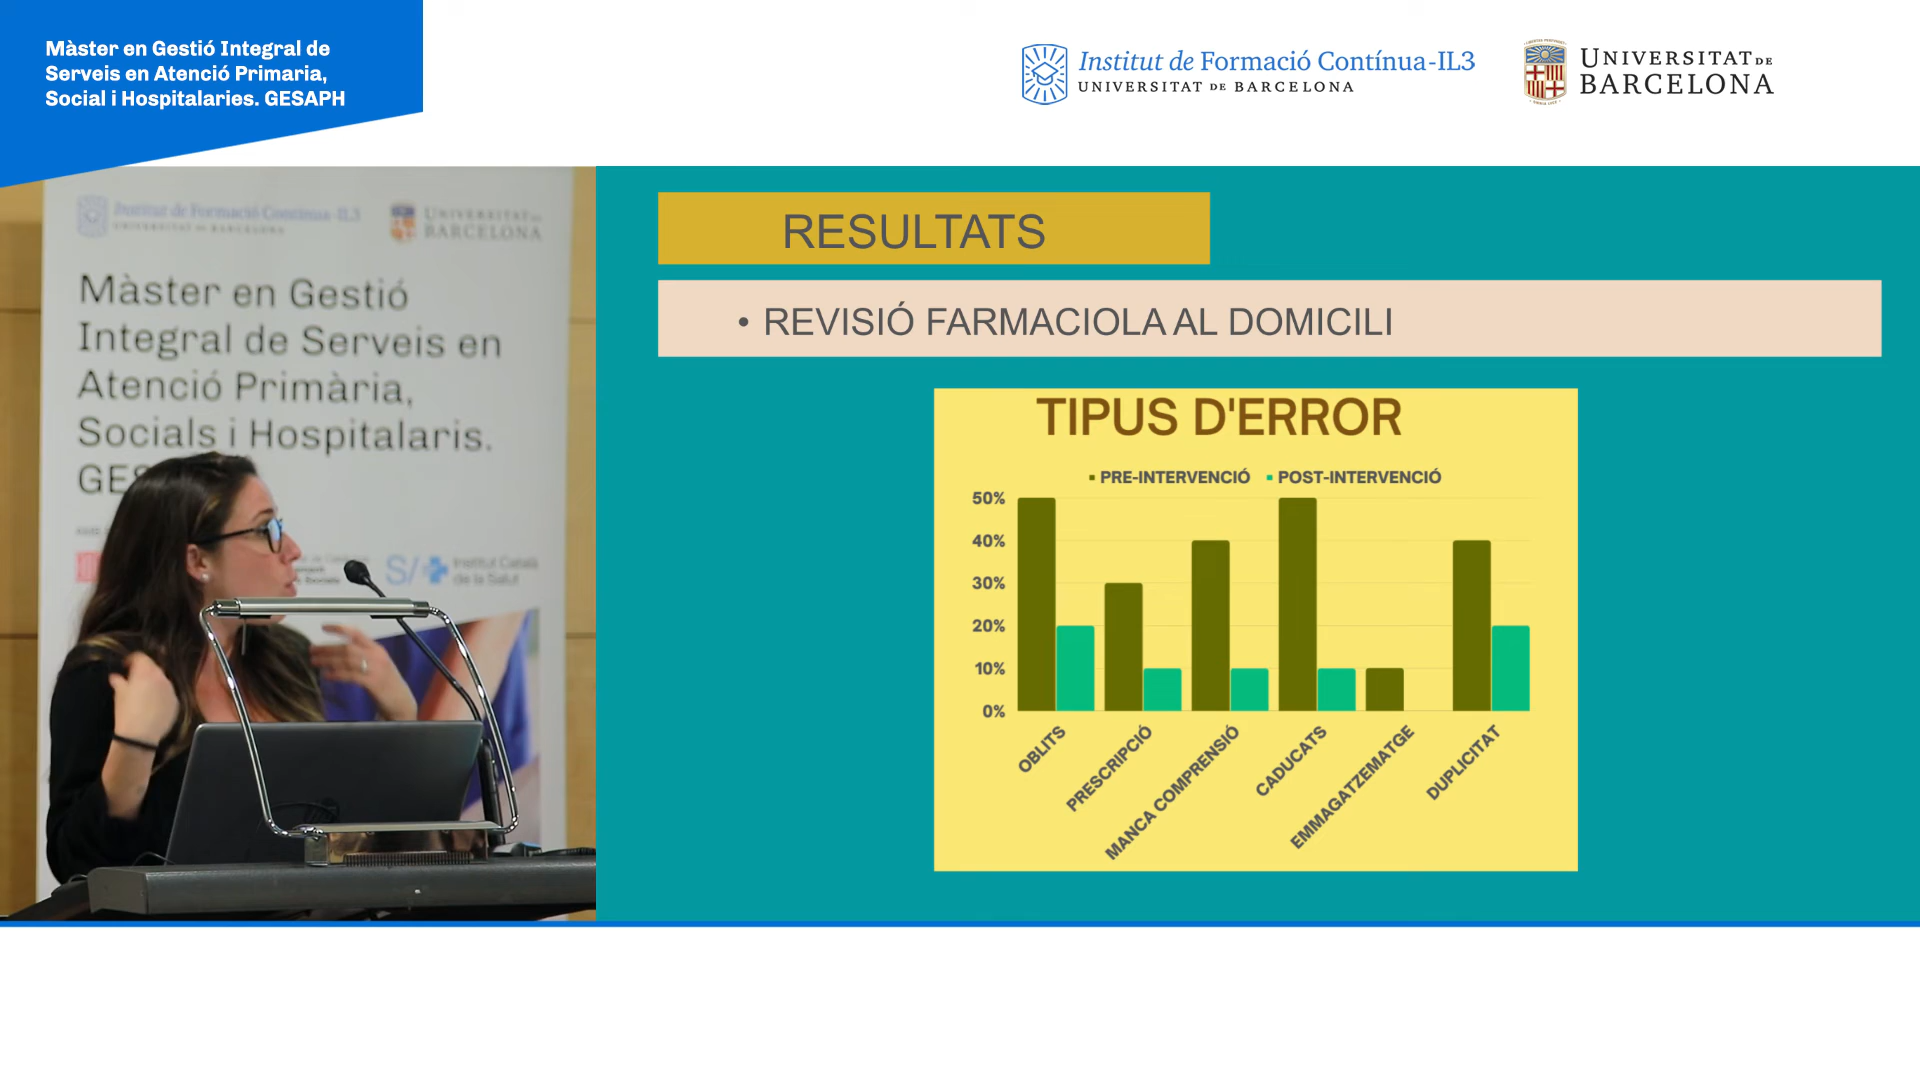 Màster en Gestió Integral de
Serveis en Atenció Primaria,
Social i Hospitalaries. GESAPH
Institut de Formació Contínua-IL3
UNIVERSITAT DE BARCELONA
UNIVERSITAT DE
BARCELONA
Institut de Formació Contínua-IL3
UNIVERSITAT DE BARCELONA
UNIVERSITAT DE
BARCELONA
Màster en Gestió
Integral de Serveis en
Atenció Primària,
Socials i Hospitalaris.
GES
Institut Català
de la Salut
RESULTATS
• REVISIÓ FARMACIOLA AL DOMICILI
TIPUS D'ERROR
PRE-INTERVENCIÓ POST-INTERVENCIÓ
50%
40%
30%
20%
10%
0%
OBLITS
PRESCRIPCIÓ
MANCA COMPRENSIÓ
CADUCATS
EMMAGATZEMATGE
DUPLICITAT